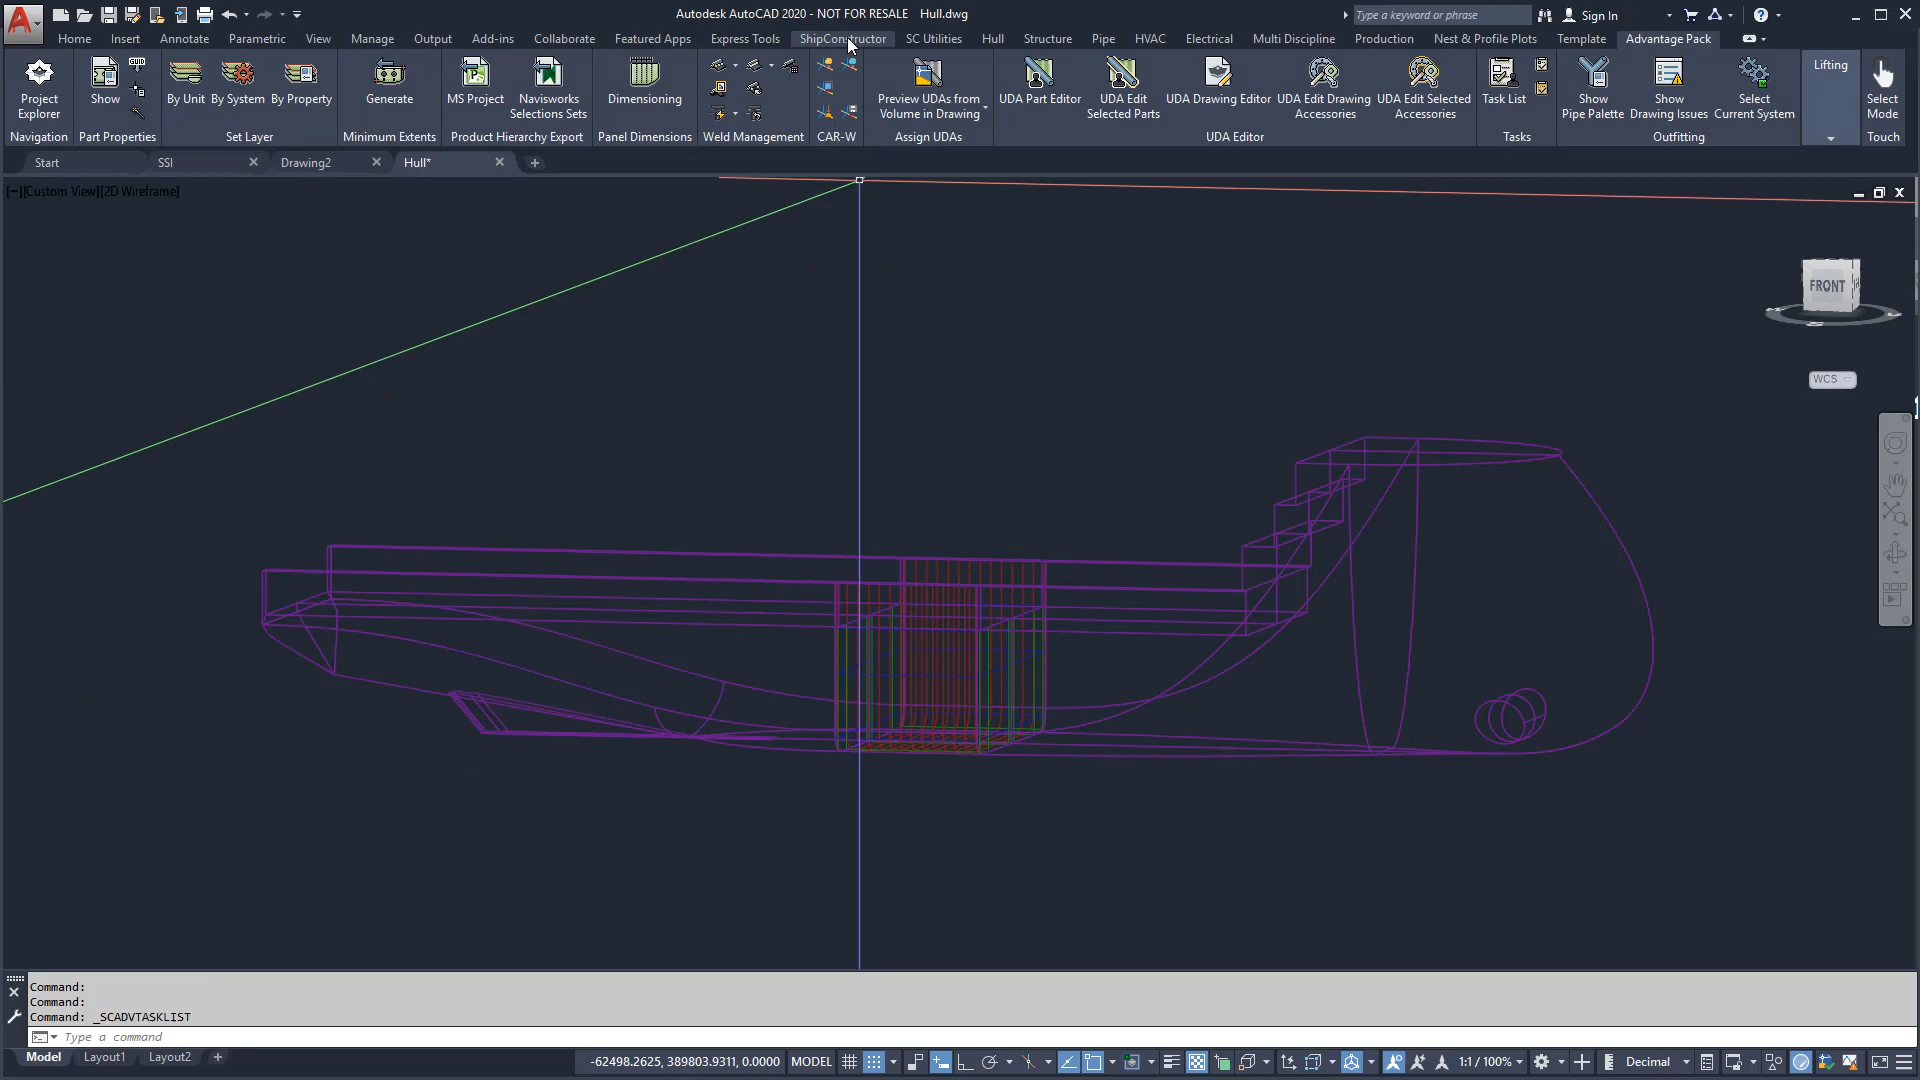 Autodesk AutoCAD 2020 - NOT FOR RESALE Hull.dwg
Type a keyword or phrase
Sign In
Home Insert Annotate Parametric View Manage Output Add-ins Collaborate Featured Apps Express Tools ShipConstructor SC Utilities Hull Structure Pipe HVAC Electrical Multi Discipline Production Nest & Profile Plots Template Advantage Pack
Project Explorer
Navigation
Show
Part Properties
By Unit By System By Property
Set Layer
Generate
Minimum Extents
MS Project
Navisworks Selections Sets
Product Hierarchy Export
Dimensioning
Panel Dimensions
Weld Management
CAR-W
Preview UDAs from Volume in Drawing
Assign UDAs
UDA Part Editor
UDA Edit Selected Parts
UDA Drawing Editor
UDA Edit Drawing Accessories
UDA Edit Selected Accessories
UDA Editor
Task List
Tasks
Show Pipe Palette
Show Drawing Issues
Select Current System
Outfitting
Lifting
Select Mode
Touch
Start SSI Drawing2 Hull*
[−][Custom View][2D Wireframe]
FRONT
WCS
Command:
Command:
Command: _SCADVTASKLIST
Type a command
Model Layout1 Layout2
-62498.2625, 389803.9311, 0.0000 MODEL 1:1 / 100% Decimal